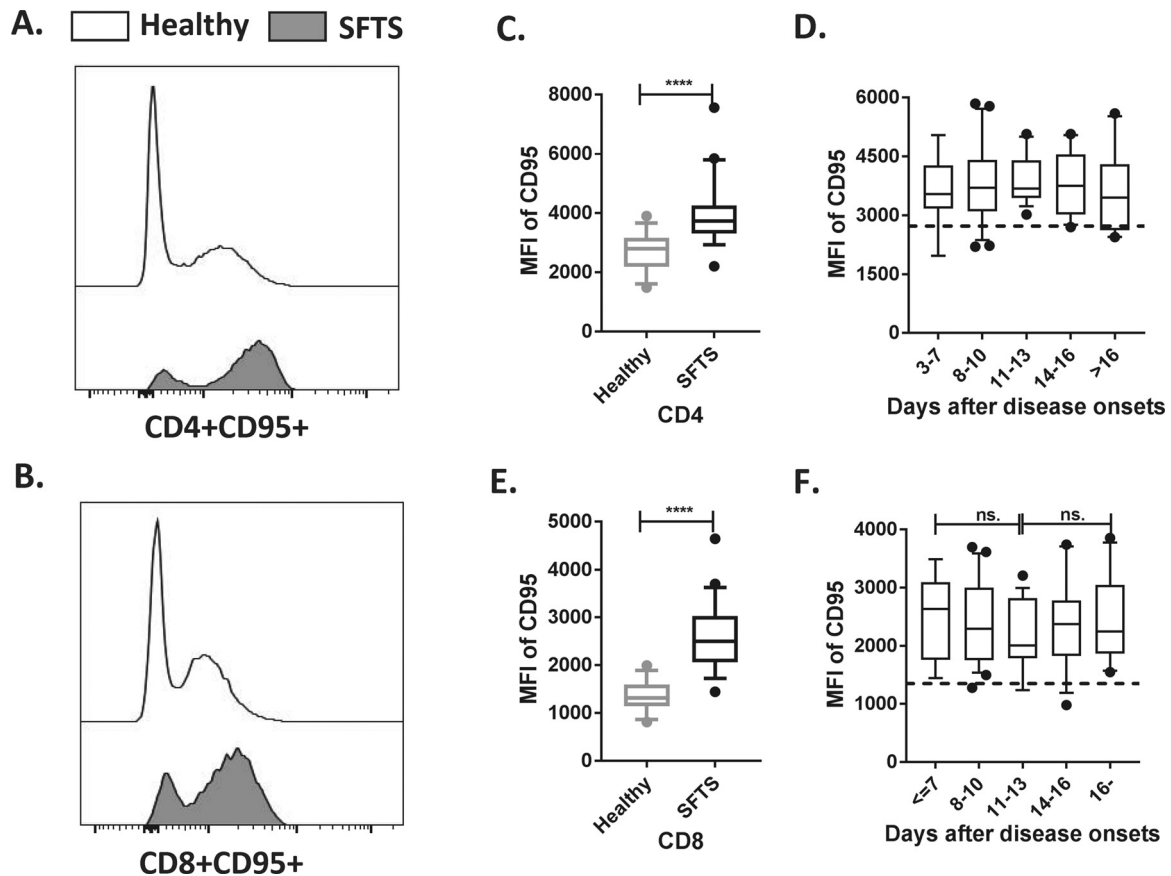 A.
Healthy
SFTS
CD4+CD95+
B.
CD8+CD95+
C.
****
8000
6000
4000
2000
0
MFI of CD95
Healthy
SFTS
CD4
D.
6000
4500
3000
1500
0
MFI of CD95
3-7
8-10
11-13
14-16
>16
Days after disease onsets
E.
****
5000
4000
3000
2000
1000
0
MFI of CD95
Healthy
SFTS
CD8
F.
ns.
ns.
4000
3000
2000
1000
0
MFI of CD95
<=7
8-10
11-13
14-16
16-
Days after disease onsets